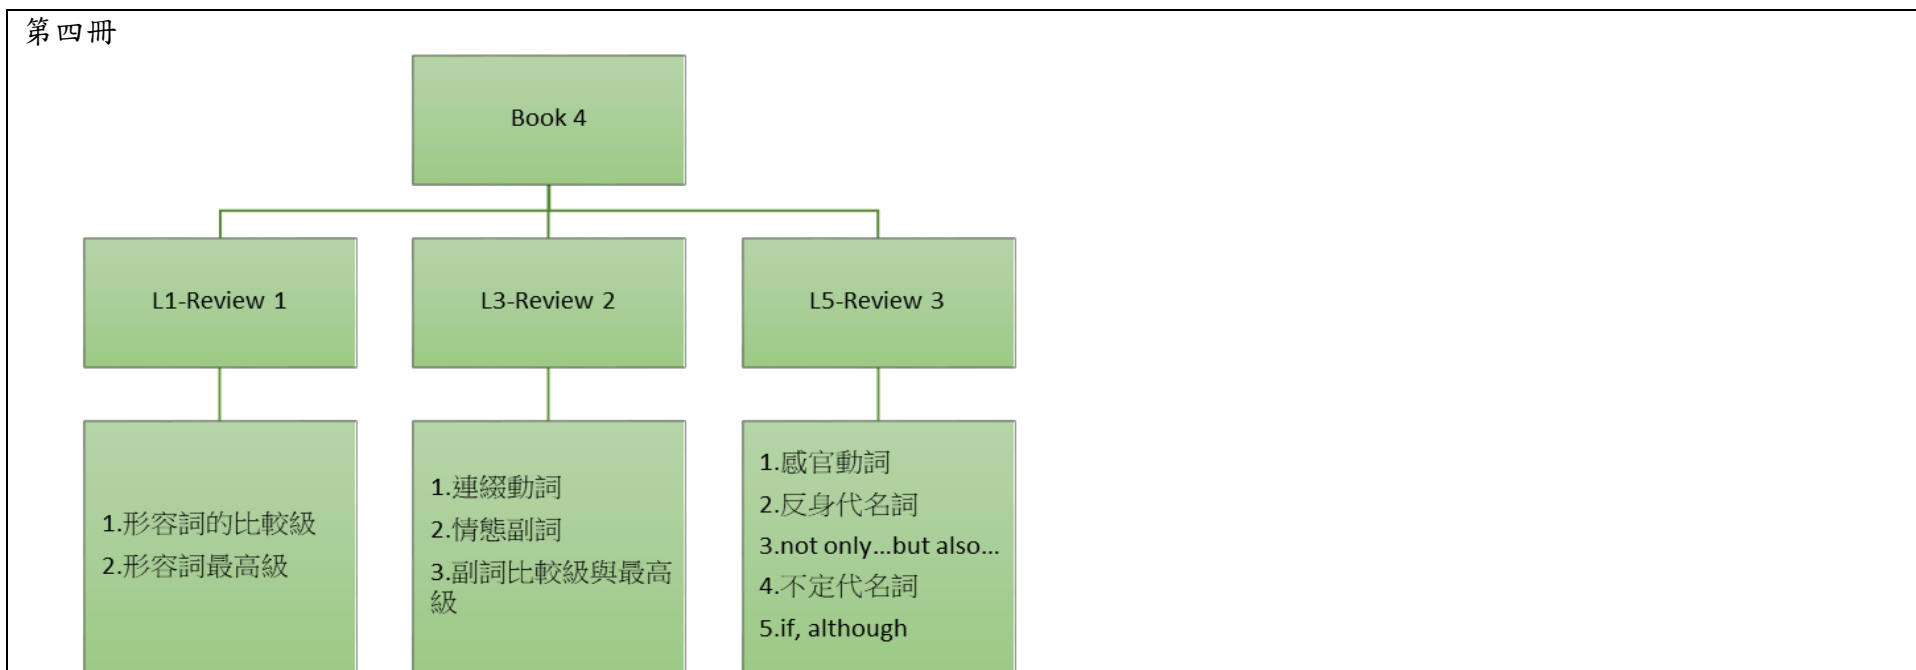 第四冊
Book 4
L1-Review 1
L3-Review 2
L5-Review 3
1.形容詞的比較級
2.形容詞最高級
1.連綴動詞
2.情態副詞
3.副詞比較級與最高
級
1.感官動詞
2.反身代名詞
3.not only...but also...
4.不定代名詞
5.if, although